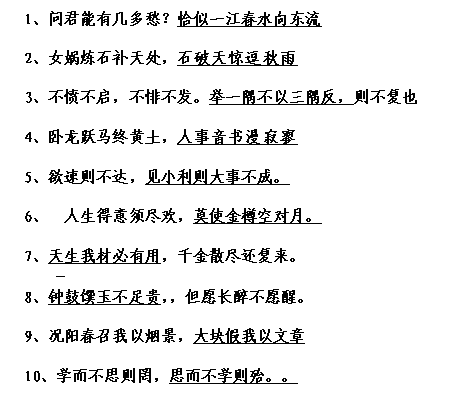 1、问君能有几多愁？恰似一江春水向东流
2、女娲炼石补天处，石破天惊逗秋雨
3、不愤不启，不悱不发。举一隅不以三隅反，则不复也
4、卧龙跃马终黄土，人事音书漫寂寥
5、欲速则不达，见小利则大事不成。
6、 人生得意须尽欢，莫使金樽空对月。
7、天生我材必有用，千金散尽还复来。
8、钟鼓馔玉不足贵，，但愿长醉不愿醒。
9、况阳春召我以烟景，大块假我以文章
10、学而不思则罔，思而不学则殆。。